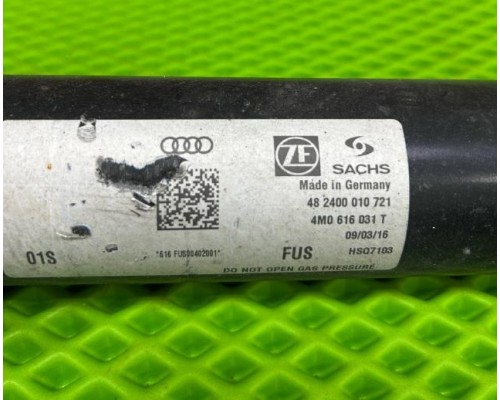 ZF SACHS
Made in Germany
48 2400 010 721
4M0 616 031 T
09/03/16
01S *616 FUS00402001* FUS HSQ7103
DO NOT OPEN GAS PRESSURE